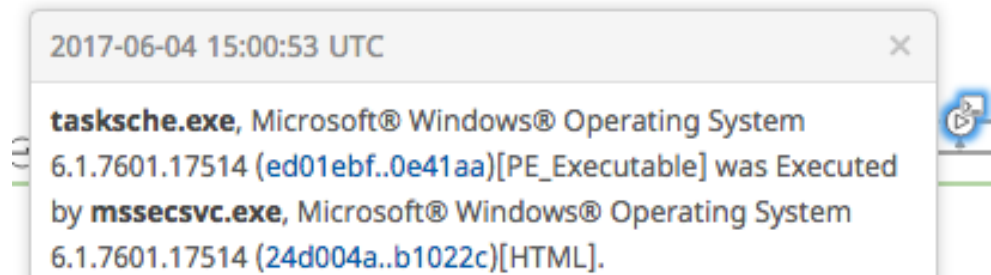 2017-06-04 15:00:53 UTC
tasksche.exe, Microsoft® Windows® Operating System
6.1.7601.17514 (ed01ebf..0e41aa)[PE_Executable] was Executed
by mssecsvc.exe, Microsoft® Windows® Operating System
6.1.7601.17514 (24d004a..b1022c)[HTML].